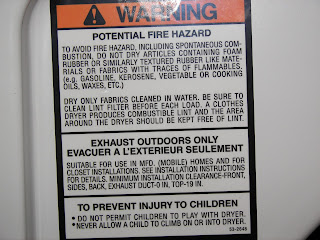 WARNING
POTENTIAL FIRE HAZARD
TO AVOID FIRE HAZARD, INCLUDING SPONTANEOUS COM-
BUSTION, DO NOT DRY ARTICLES CONTAINING FOAM
RUBBER OR SIMILARLY TEXTURED RUBBER LIKE MATE-
RIALS OR FABRICS WITH TRACES OF FLAMMABLES.
(e.g. GASOLINE, KEROSENE, VEGETABLE OR COOKING
OILS, WAXES, ETC.)
DRY ONLY FABRICS CLEANED IN WATER. BE SURE TO
CLEAN LINT FILTER BEFORE EACH LOAD. A CLOTHES
DRYER PRODUCES COMBUSTIBLE LINT AND THE AREA
AROUND THE DRYER SHOULD BE KEPT FREE OF LINT.
EXHAUST OUTDOORS ONLY
EVACUER A L'EXTERIEUR SEULEMENT
SUITABLE FOR USE IN MFD. (MOBILE) HOMES AND FOR
CLOSET INSTALLATIONS. SEE INSTALLATION INSTRUCTIONS
FOR DETAILS. MINIMUM INSTALLATION CLEARANCE-FRONT,
SIDES, BACK, EXHAUST DUCT-0 IN, TOP-19 IN.
TO PREVENT INJURY TO CHILDREN
• DO NOT PERMIT CHILDREN TO PLAY WITH DRYER.
• NEVER ALLOW A CHILD TO CLIMB ON OR INTO DRYER.